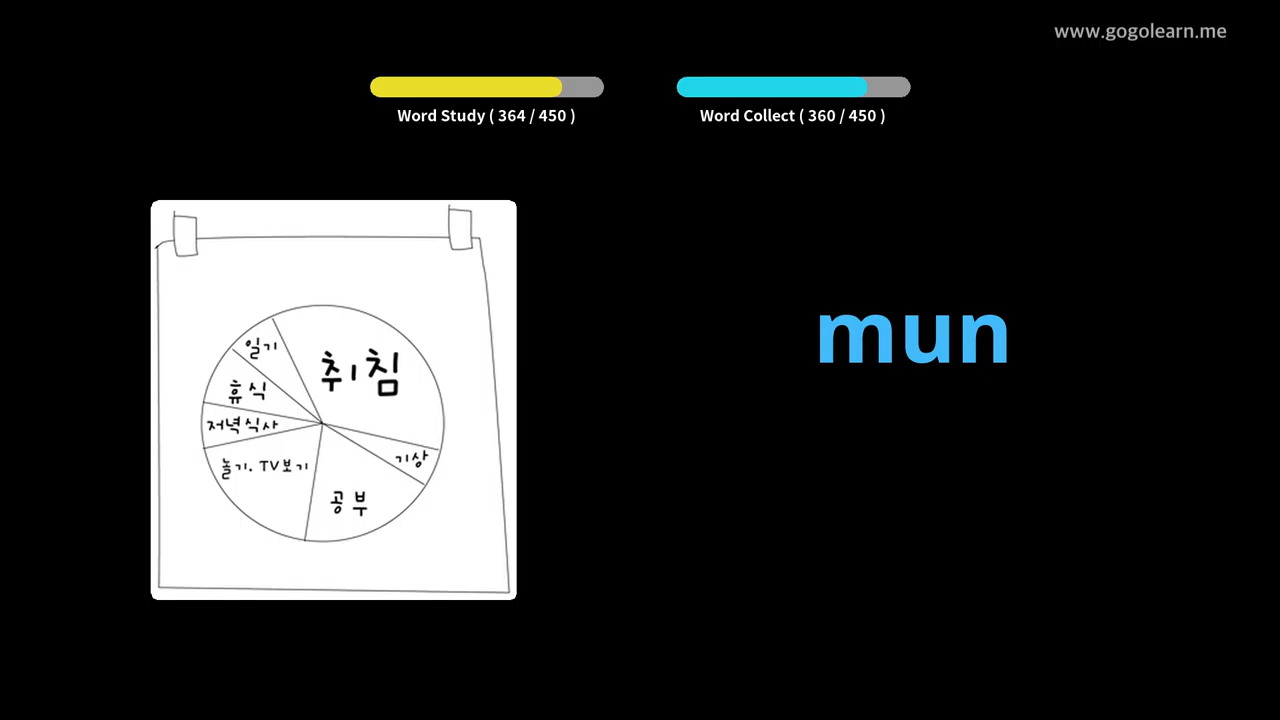 www.gogolearn.me
Word Study ( 364 / 450 )
Word Collect ( 360 / 450 )
mun
일기
취침
휴식
저녁식사
놀기. TV보기
기상
공부